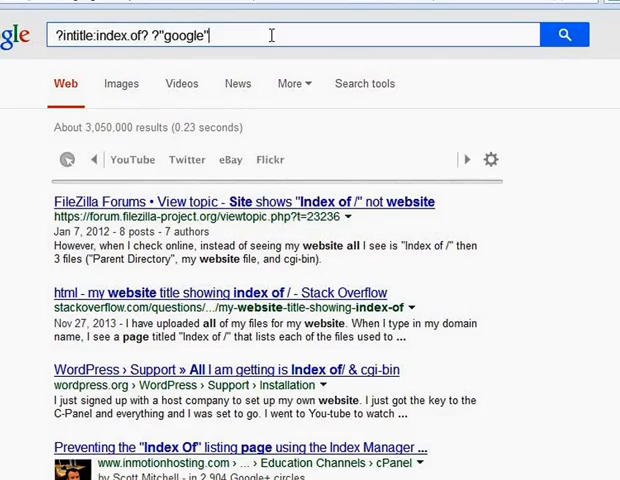 gle ?intitle:index.of? ?"google"
Web Images Videos News More Search tools
About 3,050,000 results (0.23 seconds)
YouTube Twitter eBay Flickr
FileZilla Forums • View topic - Site shows "Index of /" not website
https://forum.filezilla-project.org/viewtopic.php?t=23236
Jan 7, 2012 - 8 posts - 7 authors
However, when I check online, instead of seeing my website all I see is "Index of /" then
3 files ("Parent Directory", my website file, and cgi-bin).
html - my website title showing index of / - Stack Overflow
stackoverflow.com/questions/.../my-website-title-showing-index-of
Nov 27, 2013 - I have uploaded all of my files for my website. When I type in my domain
name, I see a page titled "Index of /" that lists each of the files used to ...
WordPress › Support » All I am getting is Index of/ & cgi-bin
wordpress.org › WordPress › Support › Installation
I just signed up with a host company to set up my own website. I just got the key to the
C-Panel and everything and I was set to go. I went to You-tube to watch ...
Preventing the "Index Of" listing page using the Index Manager ...
www.inmotionhosting.com › ... › Education Channels › cPanel
by Scott Mitchell - in 2,904 Google+ circles